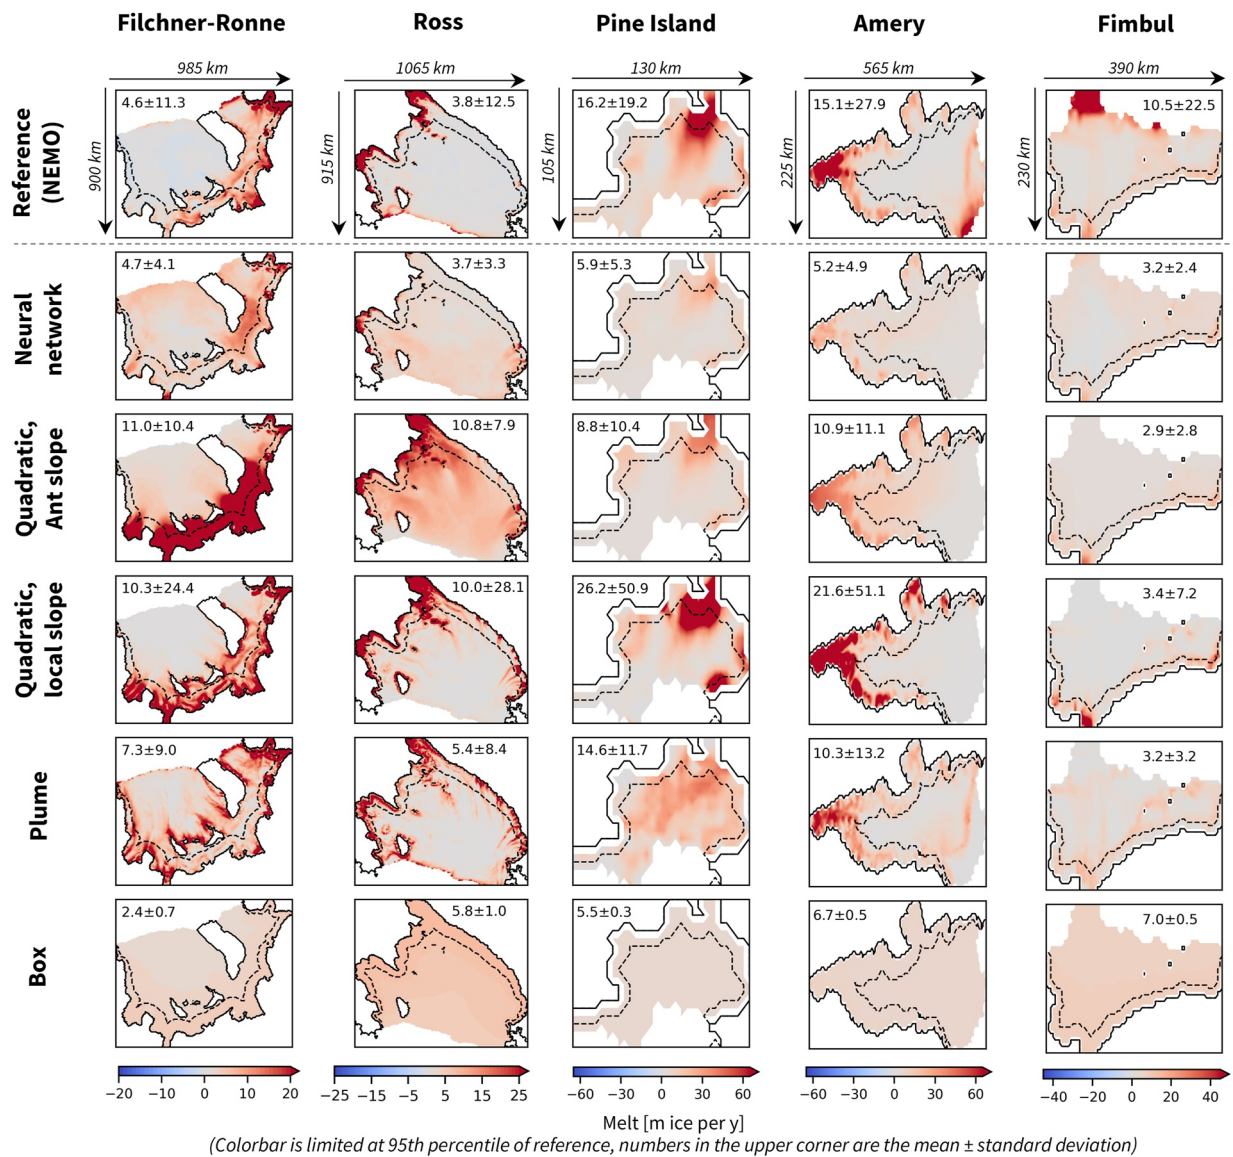 Filchner-Ronne Ross Pine Island Amery Fimbul
985 km 1065 km 130 km 565 km 390 km
Reference
(NEMO)
900 km 915 km 105 km 225 km 230 km
4.6±11.3 3.8±12.5 16.2±19.2 15.1±27.9 10.5±22.5
Neural
network
4.7±4.1 3.7±3.3 5.9±5.3 5.2±4.9 3.2±2.4
Quadratic,
Ant slope
11.0±10.4 10.8±7.9 8.8±10.4 10.9±11.1 2.9±2.8
Quadratic,
local slope
10.3±24.4 10.0±28.1 26.2±50.9 21.6±51.1 3.4±7.2
Plume
7.3±9.0 5.4±8.4 14.6±11.7 10.3±13.2 3.2±3.2
Box
2.4±0.7 5.8±1.0 5.5±0.3 6.7±0.5 7.0±0.5
−20 −10 0 10 20 −25 −15 −5 5 15 25 −60 −30 0 30 60 −60 −30 0 30 60 −40 −20 0 20 40
Melt [m ice per y]
(Colorbar is limited at 95th percentile of reference, numbers in the upper corner are the mean ± standard deviation)